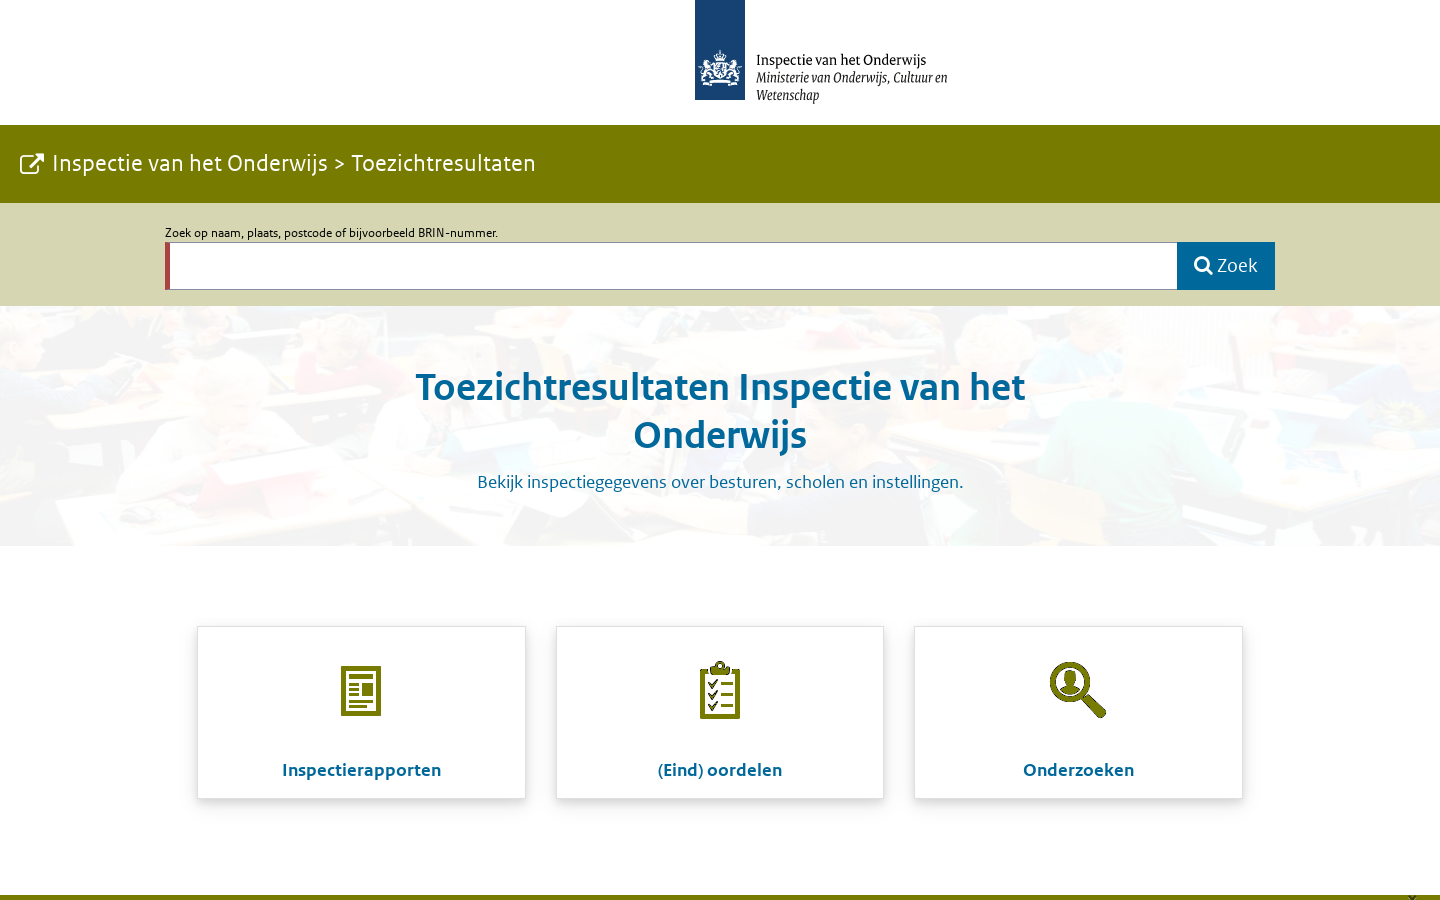 Inspectie van het Onderwijs
Ministerie van Onderwijs, Cultuur en
Wetenschap
Inspectie van het Onderwijs > Toezichtresultaten
Zoek op naam, plaats, postcode of bijvoorbeeld BRIN-nummer.
Zoek
Toezichtresultaten Inspectie van het
Onderwijs
Bekijk inspectiegegevens over besturen, scholen en instellingen.
Inspectierapporten
(Eind) oordelen
Onderzoeken